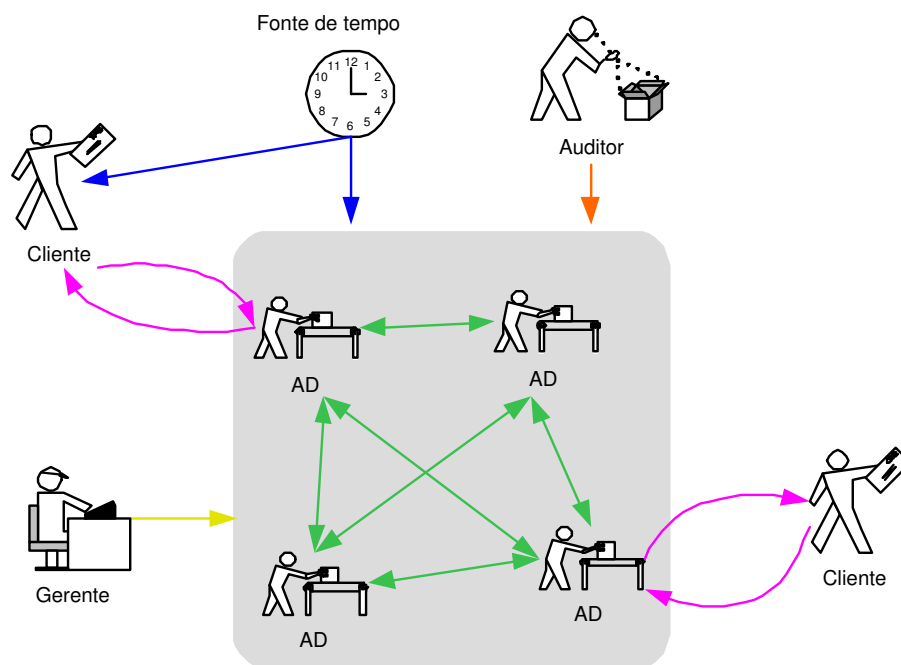 Fonte de tempo
12
11
1
10
2
9
3
8
4
7
5
6
Auditor
Cliente
AD
AD
Gerente
AD
AD
Cliente